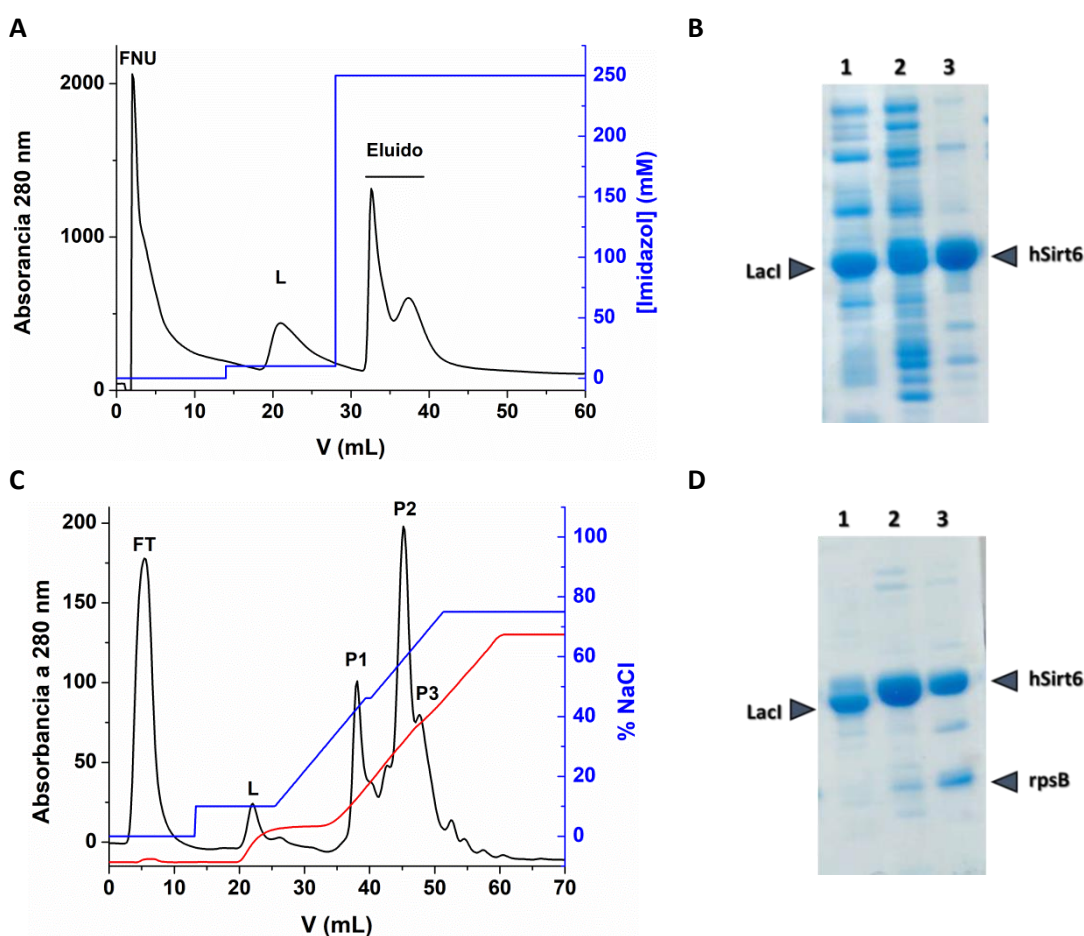 A
FNU
Eluido
L
2000
1000
0
Absorancia 280 nm
0 10 20 30 40 50 60
V (mL)
250
200
150
100
50
0
[Imidazol] (mM)
B
1 2 3
LacI
hSirt6
C
FT
L
P1
P2
P3
200
150
100
50
0
Absorbancia a 280 nm
0 10 20 30 40 50 60 70
V (mL)
100
75
60
40
20
10
0
% NaCl
D
1 2 3
hSirt6
LacI
rpsB